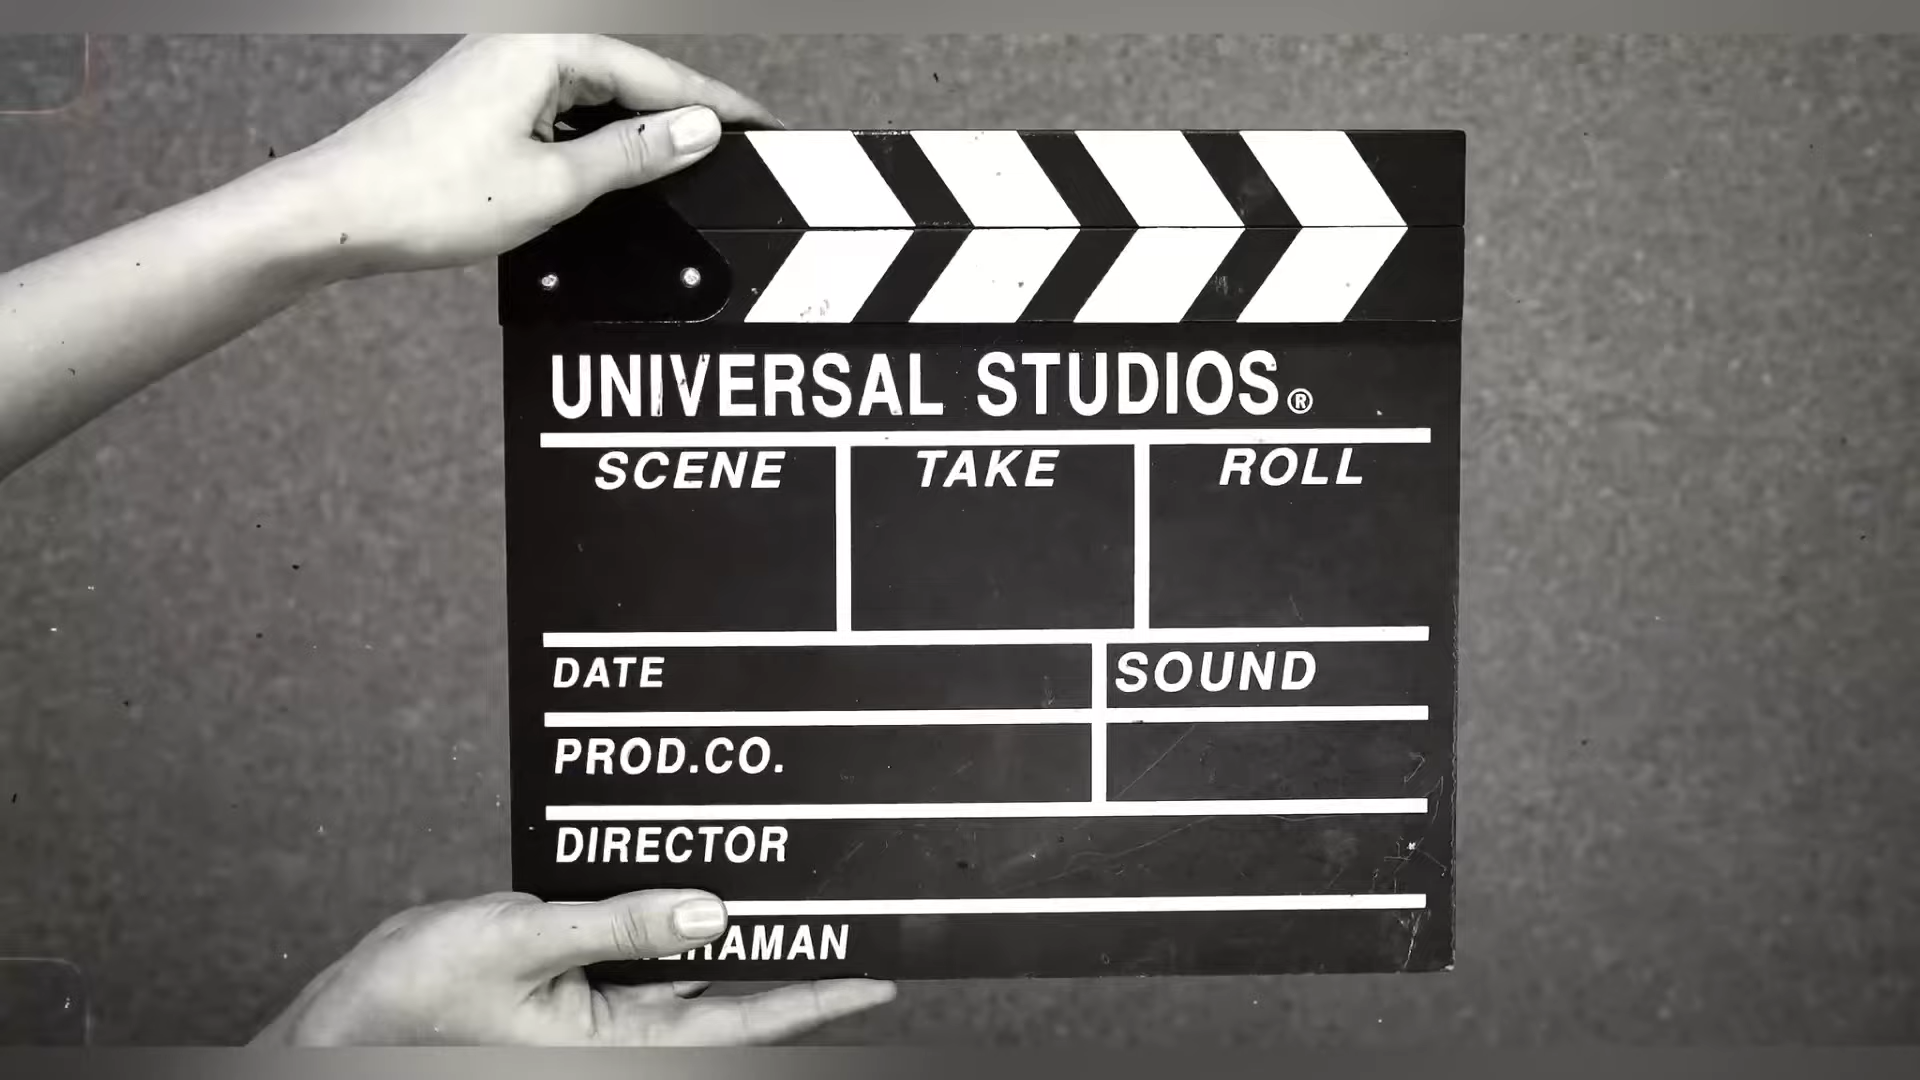 UNIVERSAL STUDIOS®
SCENE TAKE ROLL
DATE SOUND
PROD.CO.
DIRECTOR